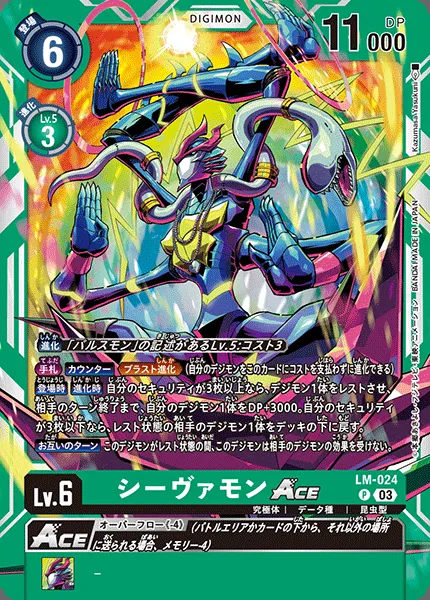 DIGIMON
登場
6
11000
DP
進化
Lv.5
3
Kazumasa Yasukuni
BANDAI MADE IN JAPAN
進化 「パルスモン」の記述があるLv.5:コスト3
手札 カウンター ブラスト進化 (自分のデジモン1体をこのカードにコストを支払わずに進化できる)
登場時 進化時 自分のセキュリティが3枚以上なら、デジモン1体をレストさせ、
相手のターン終了まで、自分のデジモン1体をDP+3000。自分のセキュリティ
が3枚以下なら、レスト状態の相手のデジモン1体をデッキの下に戻す。
お互いのターン このデジモンがレスト状態の間、このデジモンは相手のデジモンの効果を受けない。
Lv.6
シーヴァモン ACE
LM-024
P 03
究極体 データ種 昆虫型
ACE オーバーフロー《-4》 (バトルエリアかカードの下から、それ以外の場所
に送られる場合、メモリー-4)
-